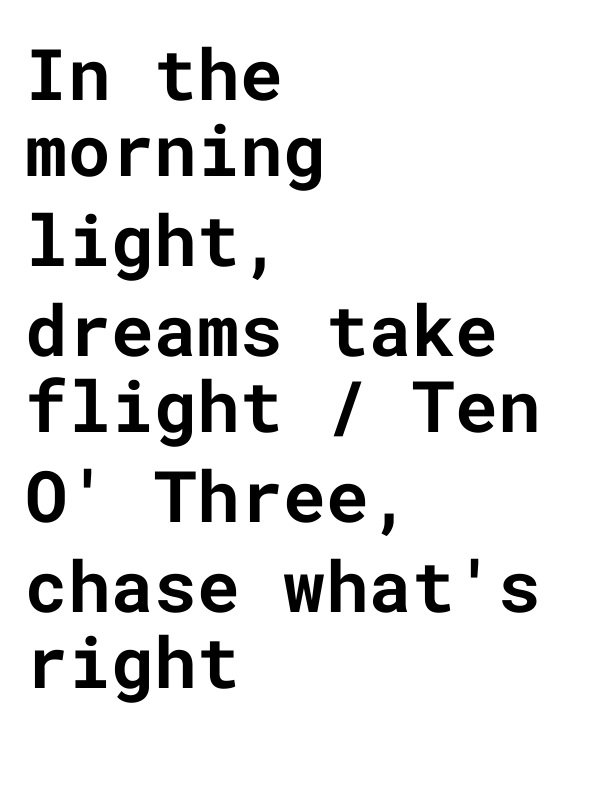 In the
morning
light,
dreams take
flight / Ten
O' Three,
chase what's
right